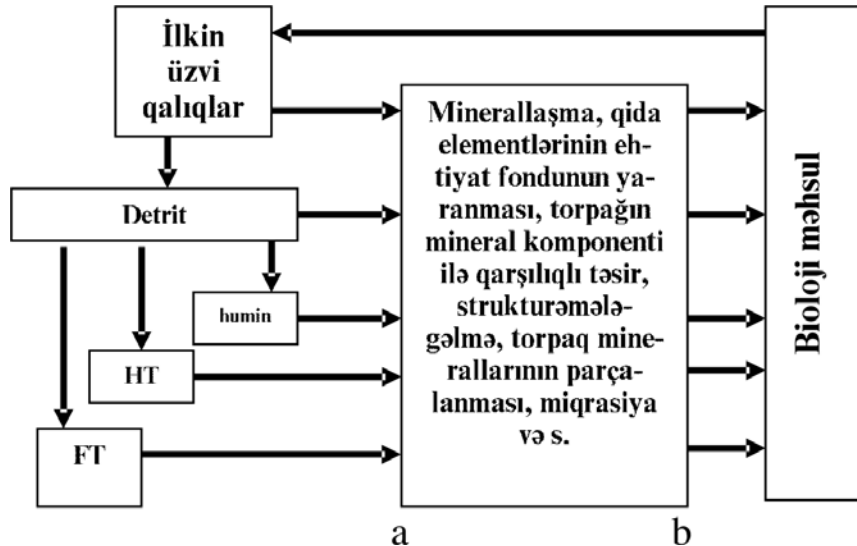 İlkin
üzvi
qalıqlar
Detrit
humin
HT
FT
Minerallaşma, qida
elementlərinin eh-
tiyat fondunun ya-
ranması, torpağın
mineral komponenti
ilə qarşılıqlı təsir,
strukturəmələ-
gəlmə, torpaq mine-
rallarının parça-
lanması, miqrasiya
və s.
Bioloji məhsul
a
b